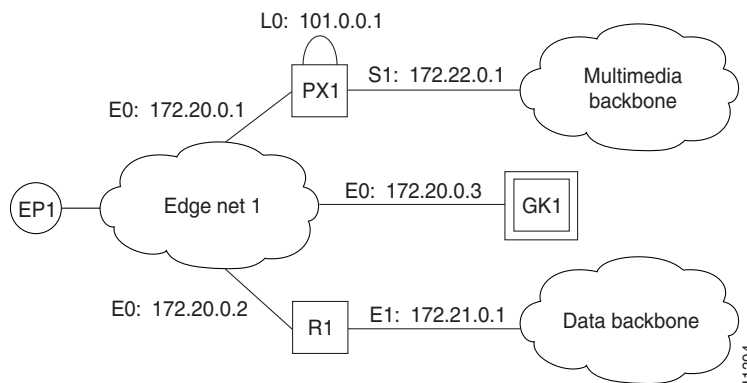 L0: 101.0.0.1
PX1
S1: 172.22.0.1
Multimedia
backbone
E0: 172.20.0.1
EP1
Edge net 1
E0: 172.20.0.3
GK1
E0: 172.20.0.2
R1
E1: 172.21.0.1
Data backbone